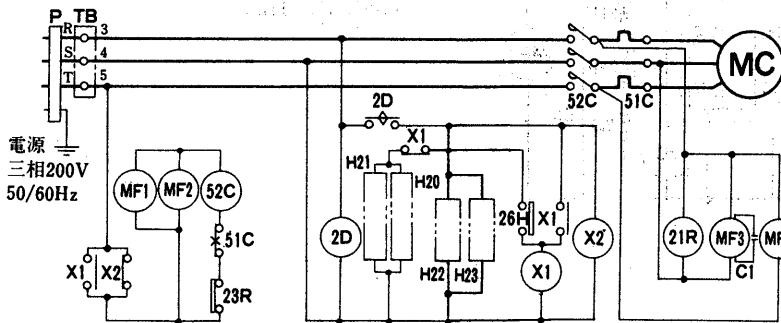 P TB
R 3
S 4
T 5
電源
三相200V
50/60Hz
MF1 MF2 52C
51C
23R
X1 X2
2D
X1
H21 H20
2D
H22 H23
26H X1
X1
X2
52C 51C
MC
21R MF3
C1